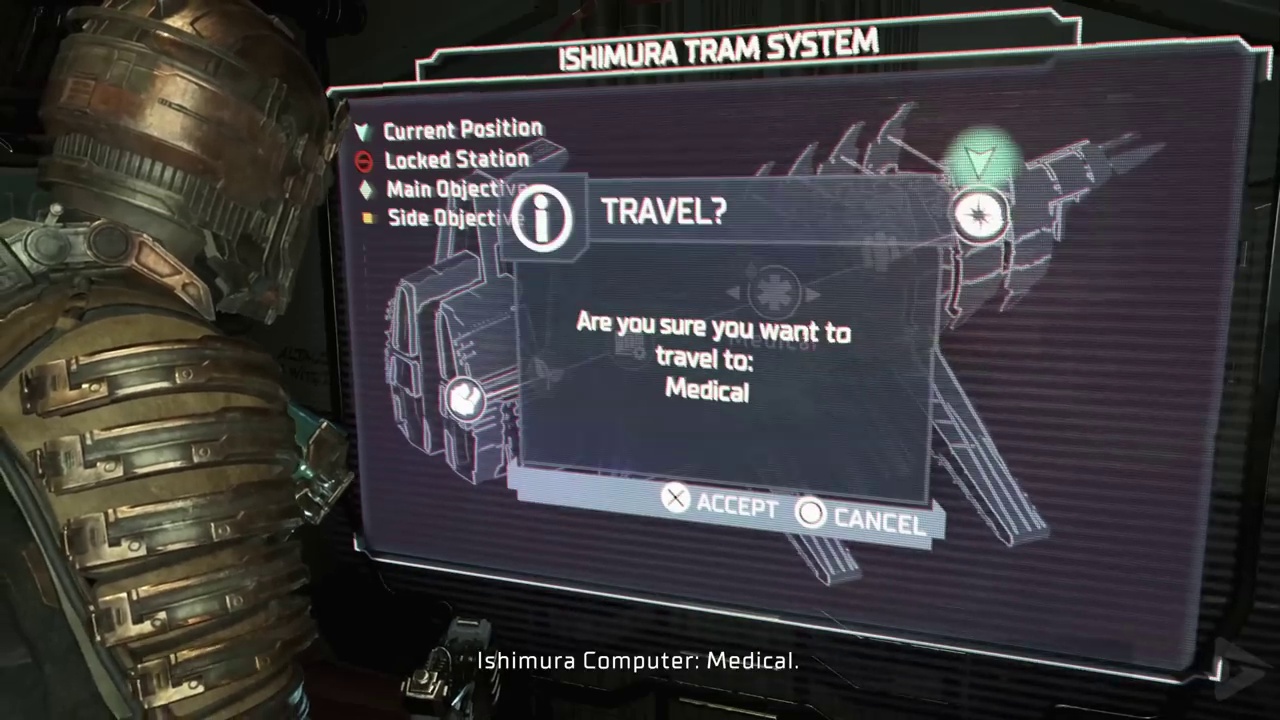 ISHIMURA TRAM SYSTEM
Current Position
Locked Station
Main Objective
Side Objective
TRAVEL?
Medical
Are you sure you want to
travel to:
Medical
ACCEPT
CANCEL
Ishimura Computer: Medical.